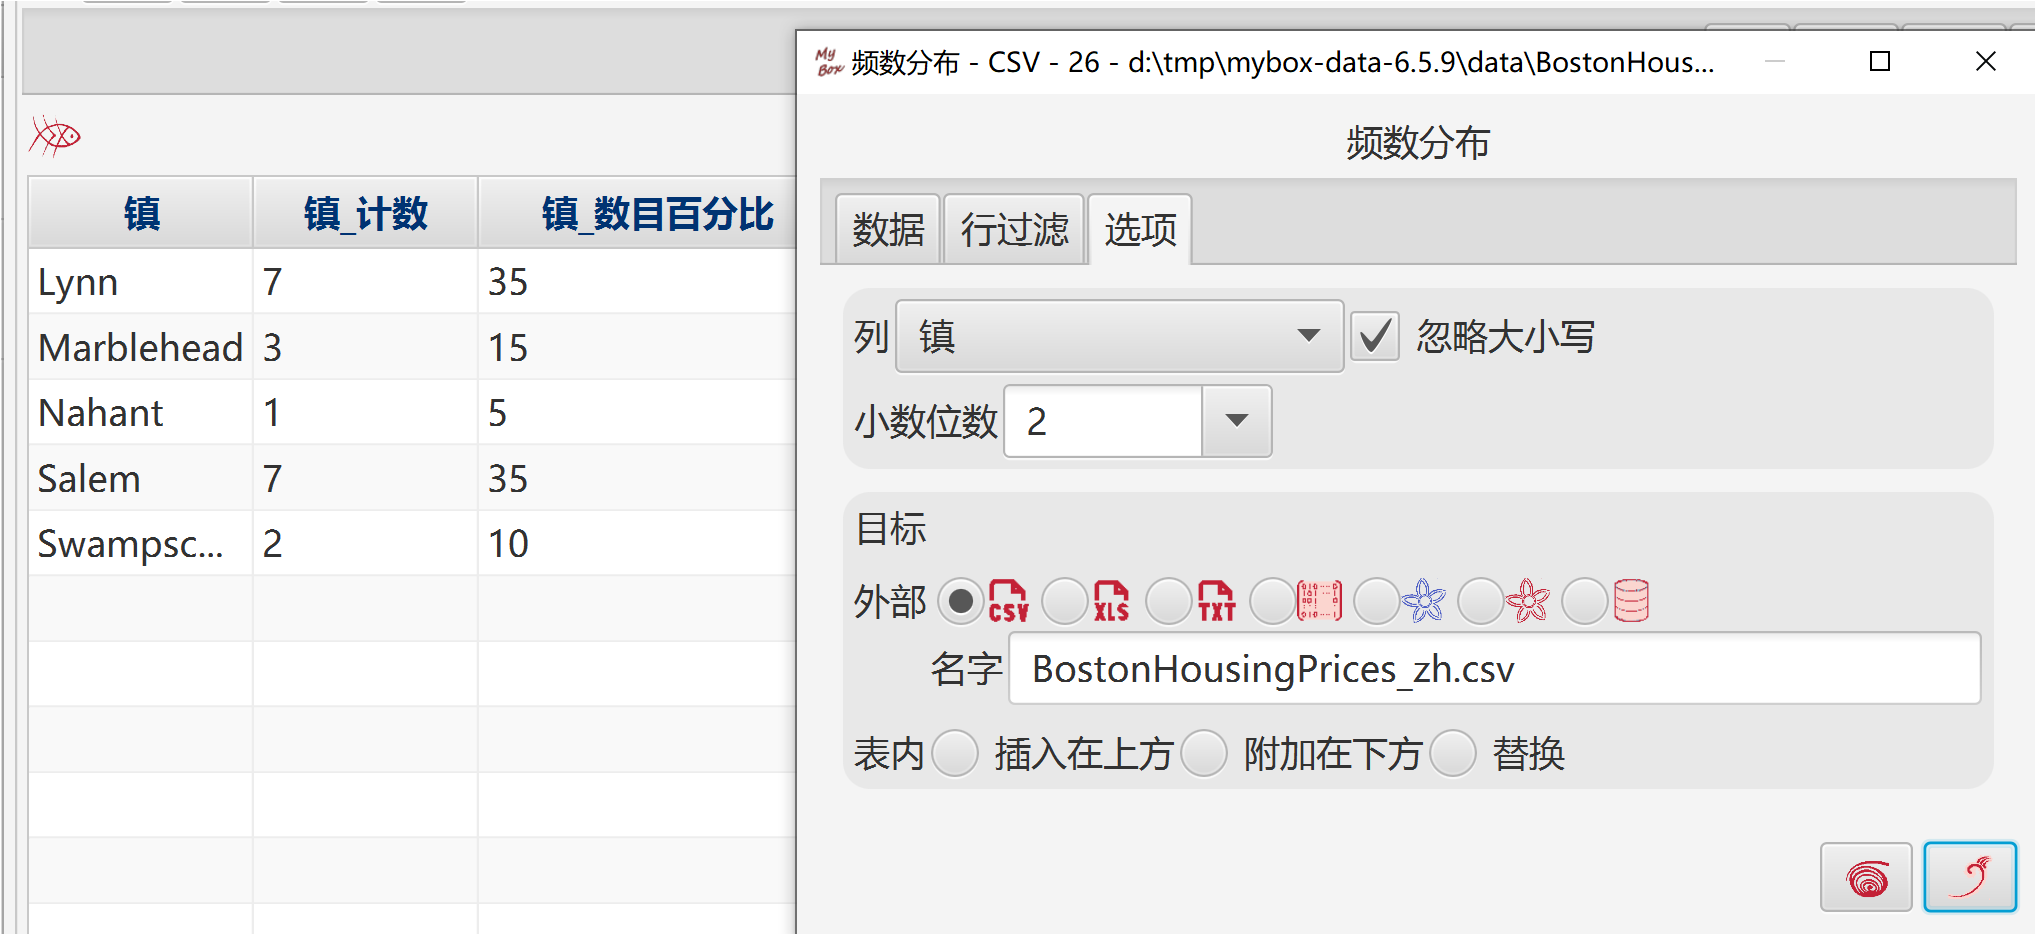 My Box 频数分布 - CSV - 26 - d:\tmp\mybox-data-6.5.9\data\BostonHous...
频数分布
数据 行过滤 选项
镇 镇_计数 镇_数目百分比
Lynn 7 35
Marblehead 3 15
Nahant 1 5
Salem 7 35
Swampsc... 2 10
列 镇 忽略大小写
小数位数 2
目标
外部 CSV XLS TXT
名字 BostonHousingPrices_zh.csv
表内 插入在上方 附加在下方 替换